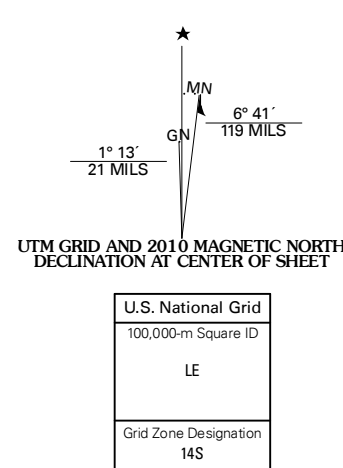 MN
6° 41´
119 MILS
GN
1° 13´
21 MILS
UTM GRID AND 2010 MAGNETIC NORTH
DECLINATION AT CENTER OF SHEET
U.S. National Grid
100,000-m Square ID
LE
Grid Zone Designation
14S